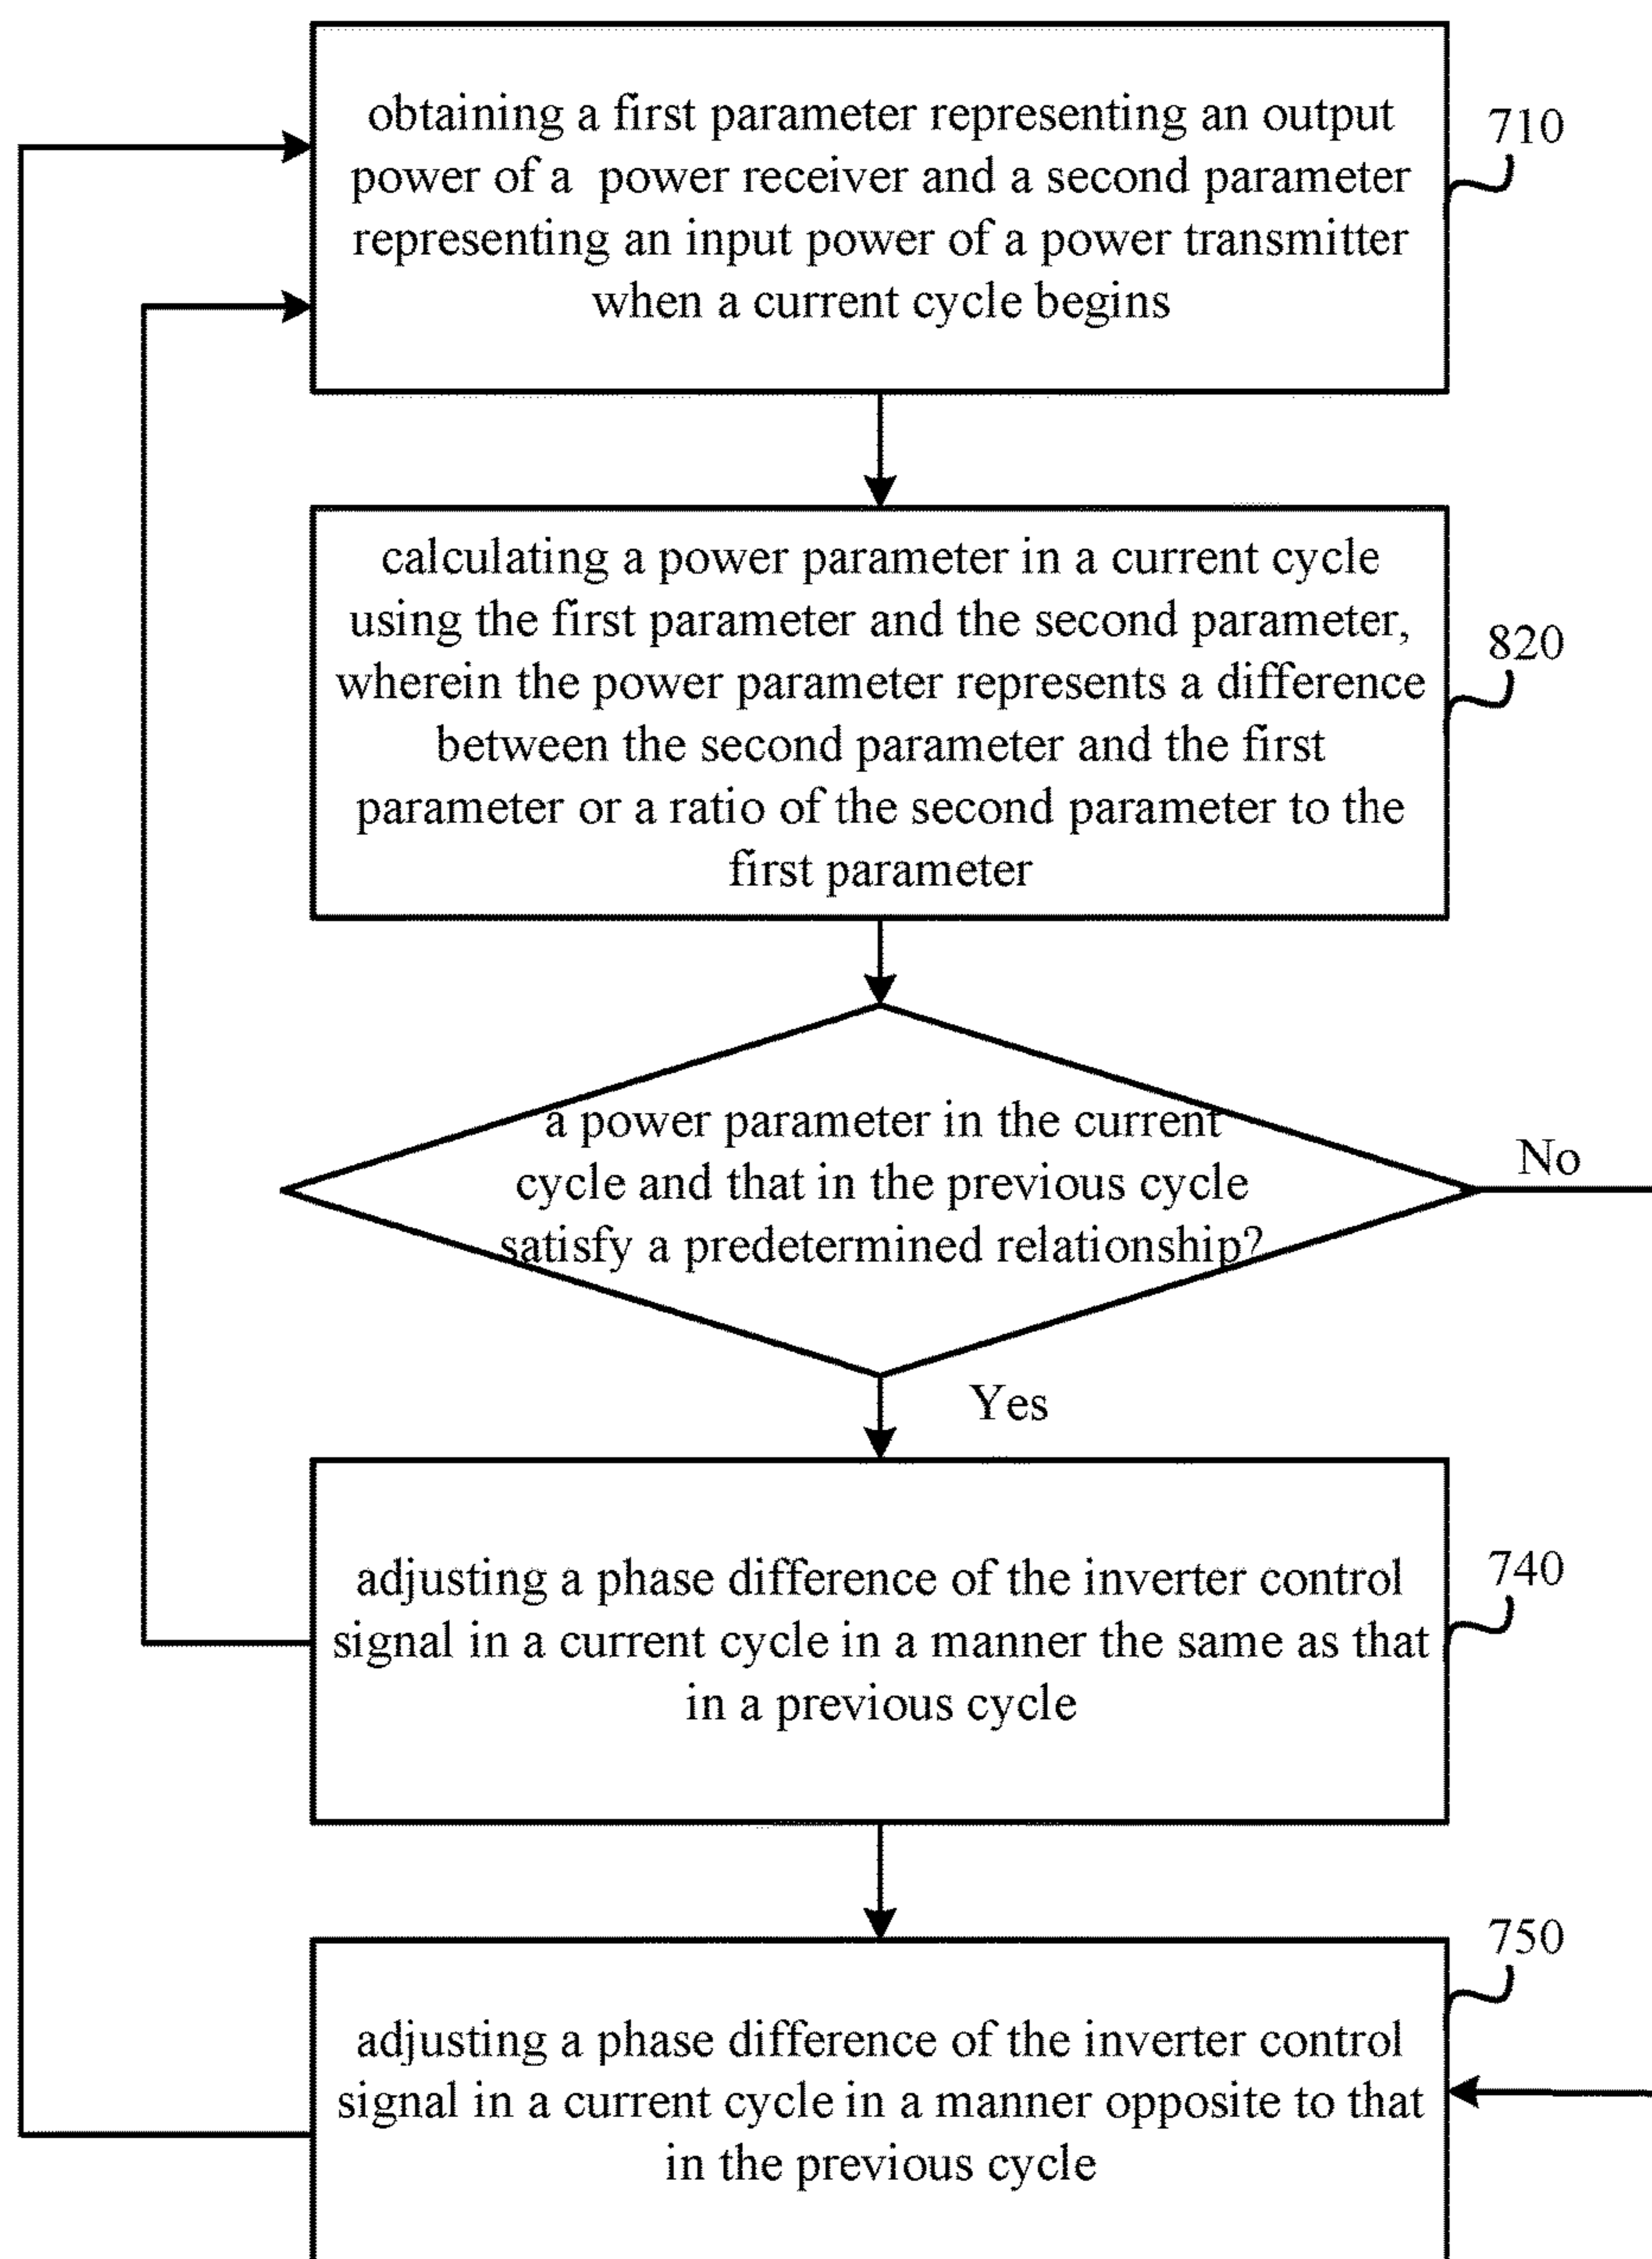 obtaining a first parameter representing an output
power of a power receiver and a second parameter
representing an input power of a power transmitter
when a current cycle begins
710
calculating a power parameter in a current cycle
using the first parameter and the second parameter,
wherein the power parameter represents a difference
between the second parameter and the first
parameter or a ratio of the second parameter to the
first parameter
820
a power parameter in the current
cycle and that in the previous cycle
satisfy a predetermined relationship?
No
Yes
adjusting a phase difference of the inverter control
signal in a current cycle in a manner the same as that
in a previous cycle
740
adjusting a phase difference of the inverter control
signal in a current cycle in a manner opposite to that
in the previous cycle
750